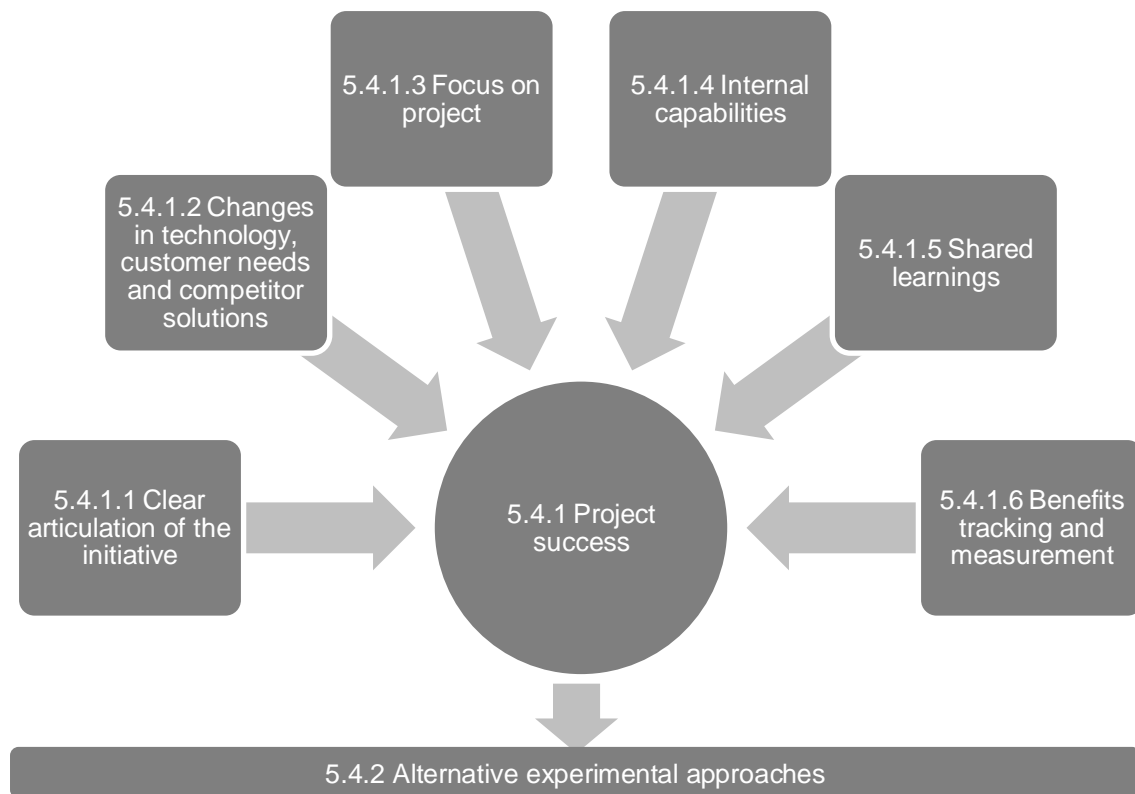 5.4.1.3 Focus on
project
5.4.1.4 Internal
capabilities
5.4.1.2 Changes
in technology,
customer needs
and competitor
solutions
5.4.1.5 Shared
learnings
5.4.1.1 Clear
articulation of the
initiative
5.4.1 Project
success
5.4.1.6 Benefits
tracking and
measurement
5.4.2 Alternative experimental approaches